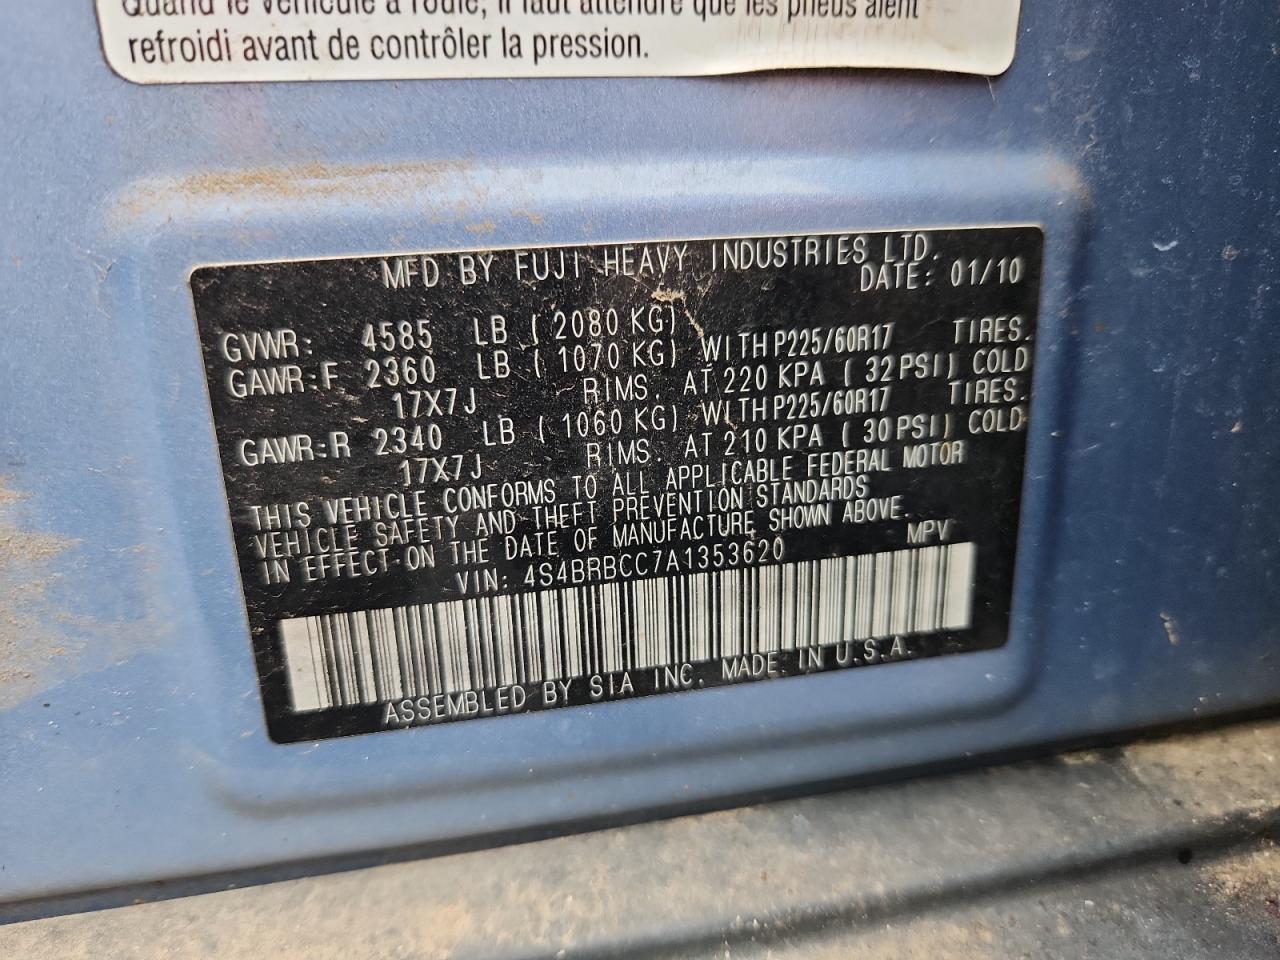 Quand le véhicule a roulé, il faut attendre que les pneus aient
refroidi avant de contrôler la pression.
MFD BY FUJI HEAVY INDUSTRIES LTD.
DATE: 01/10
GVWR: 4585 LB (2080 KG)
GAWR:F 2360 LB (1070 KG) WITH P225/60R17 TIRES.
17X7J RIMS. AT 220 KPA (32 PSI) COLD
GAWR:R 2340 LB (1060 KG) WITH P225/60R17 TIRES.
17X7J RIMS. AT 210 KPA (30 PSI) COLD
THIS VEHICLE CONFORMS TO ALL APPLICABLE FEDERAL MOTOR
VEHICLE SAFETY AND THEFT PREVENTION STANDARDS
IN EFFECT ON THE DATE OF MANUFACTURE SHOWN ABOVE.
VIN: 4S4BRBCC7A1353620 MPV
ASSEMBLED BY SIA INC. MADE IN U.S.A.